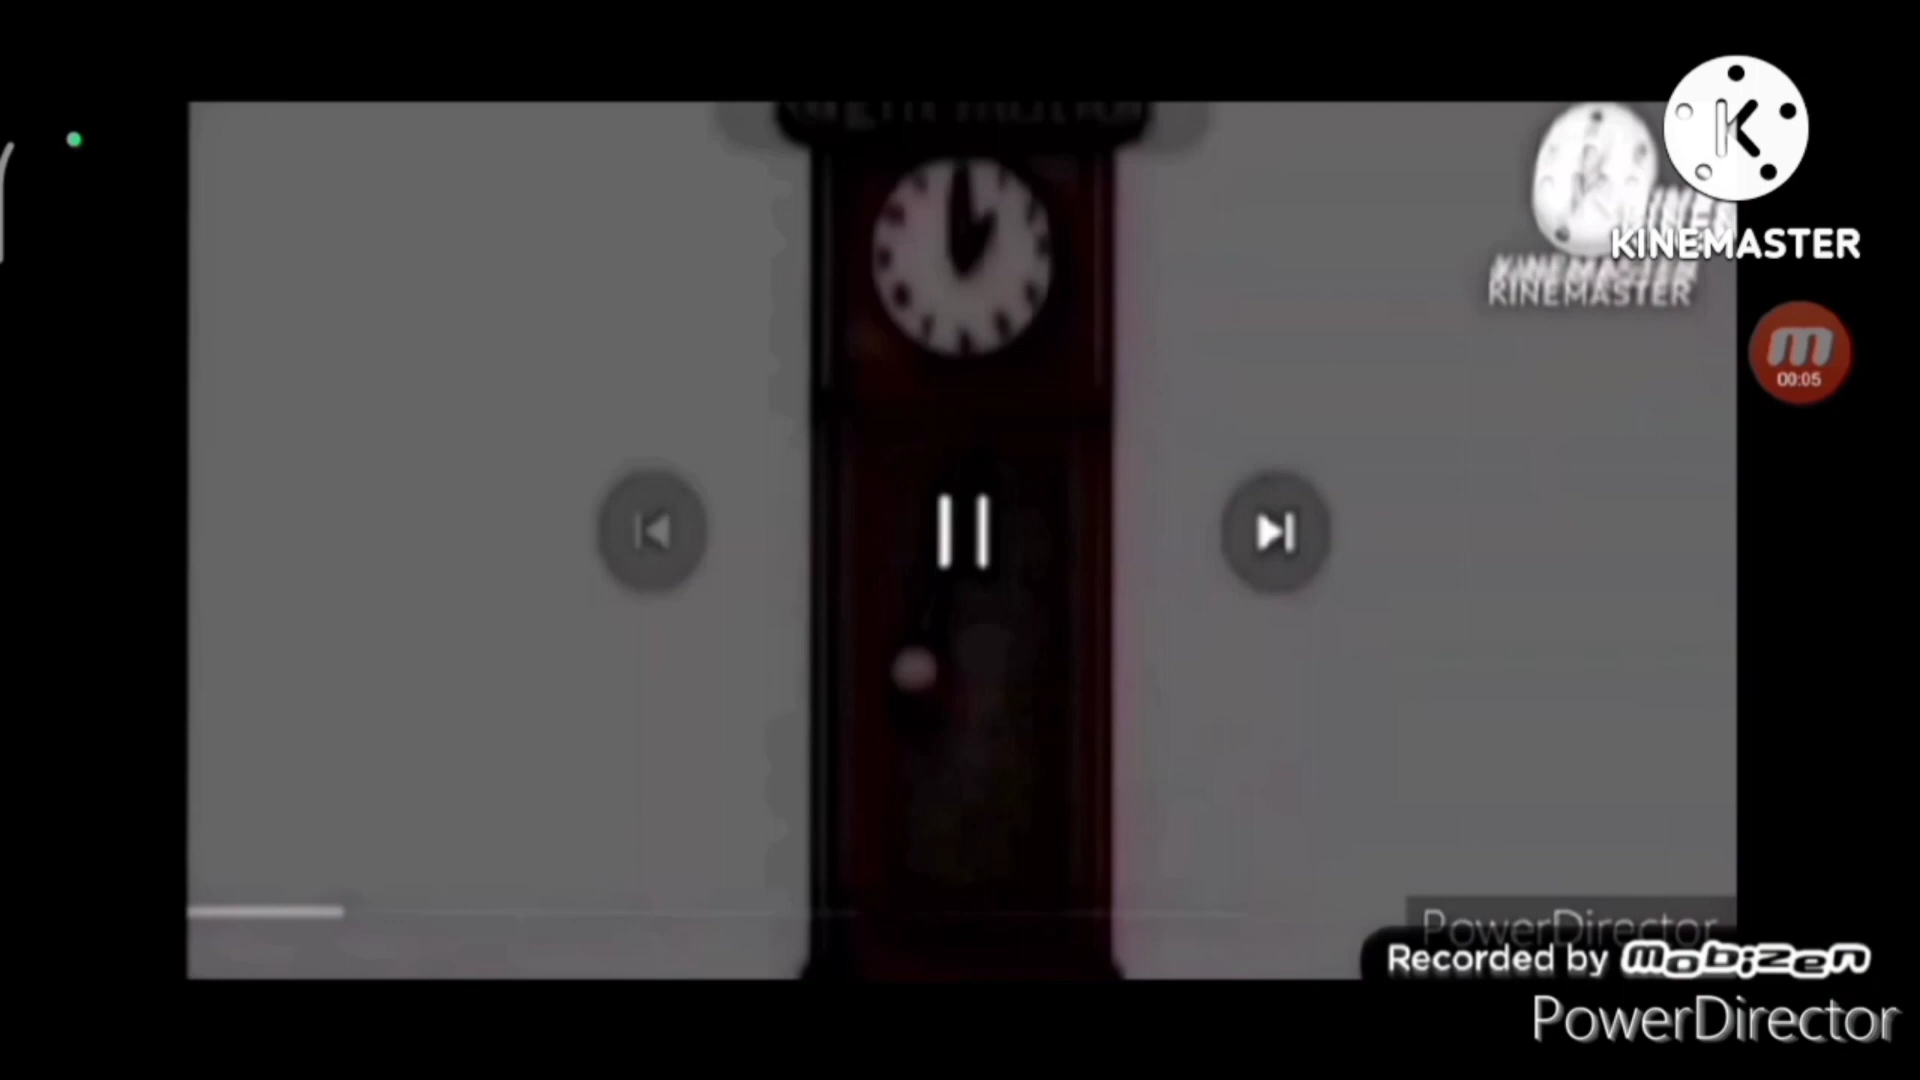 K
KINEMASTER
KINEMASTER
KINEMASTER
m
00:05
PowerDirector
Recorded by mobizen
PowerDirector